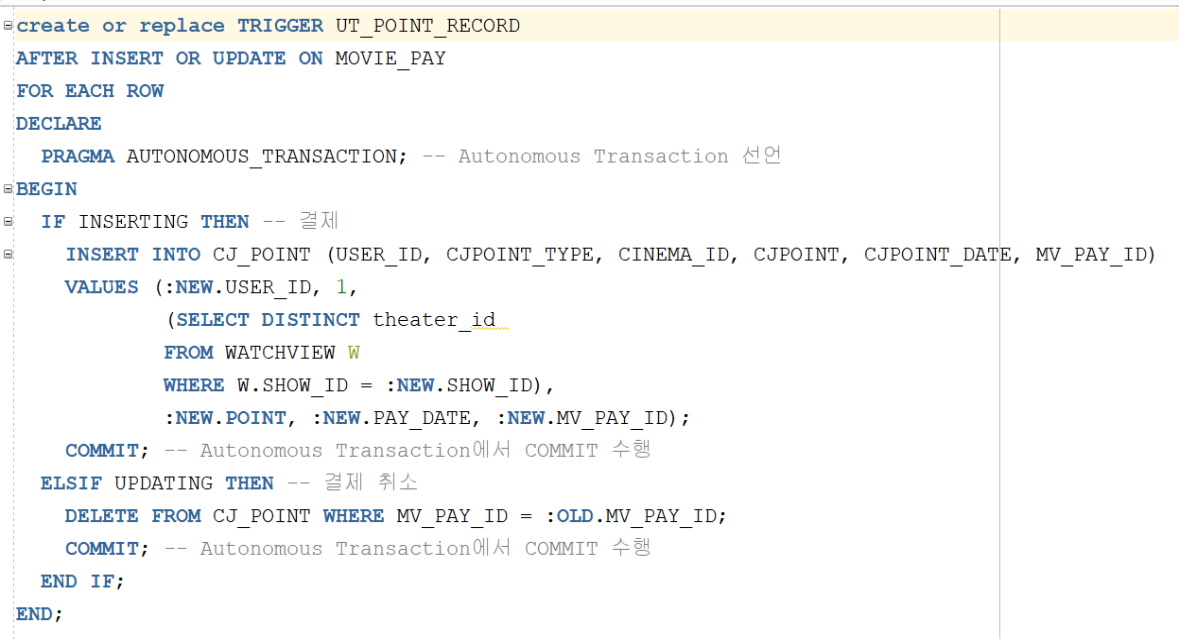 create or replace TRIGGER UT_POINT_RECORD
AFTER INSERT OR UPDATE ON MOVIE_PAY
FOR EACH ROW
DECLARE
  PRAGMA AUTONOMOUS_TRANSACTION; -- Autonomous Transaction 선언
BEGIN
  IF INSERTING THEN -- 결제
    INSERT INTO CJ_POINT (USER_ID, CJPOINT_TYPE, CINEMA_ID, CJPOINT, CJPOINT_DATE, MV_PAY_ID)
    VALUES (:NEW.USER_ID, 1,
            (SELECT DISTINCT theater_id
            FROM WATCHVIEW W
            WHERE W.SHOW_ID = :NEW.SHOW_ID),
            :NEW.POINT, :NEW.PAY_DATE, :NEW.MV_PAY_ID);
    COMMIT; -- Autonomous Transaction에서 COMMIT 수행
  ELSIF UPDATING THEN -- 결제 취소
    DELETE FROM CJ_POINT WHERE MV_PAY_ID = :OLD.MV_PAY_ID;
    COMMIT; -- Autonomous Transaction에서 COMMIT 수행
  END IF;
END;